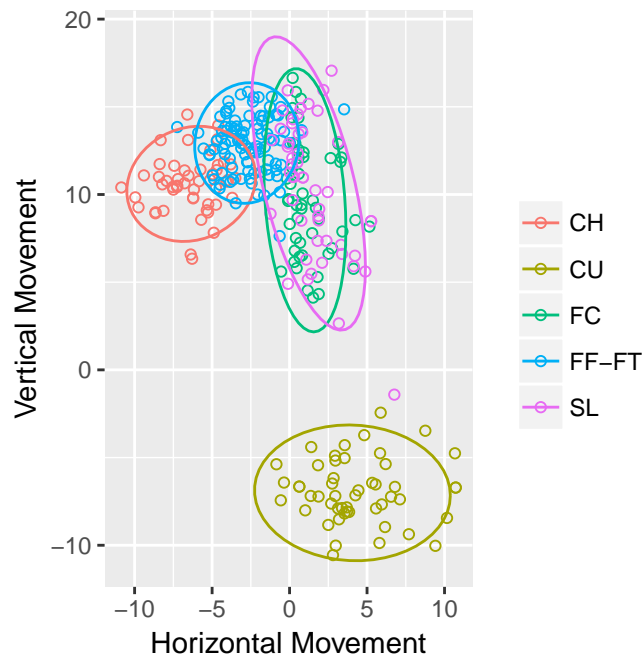 20
10
0
−10
Vertical Movement
−10 −5 0 5 10
Horizontal Movement
CH
CU
FC
FF−FT
SL